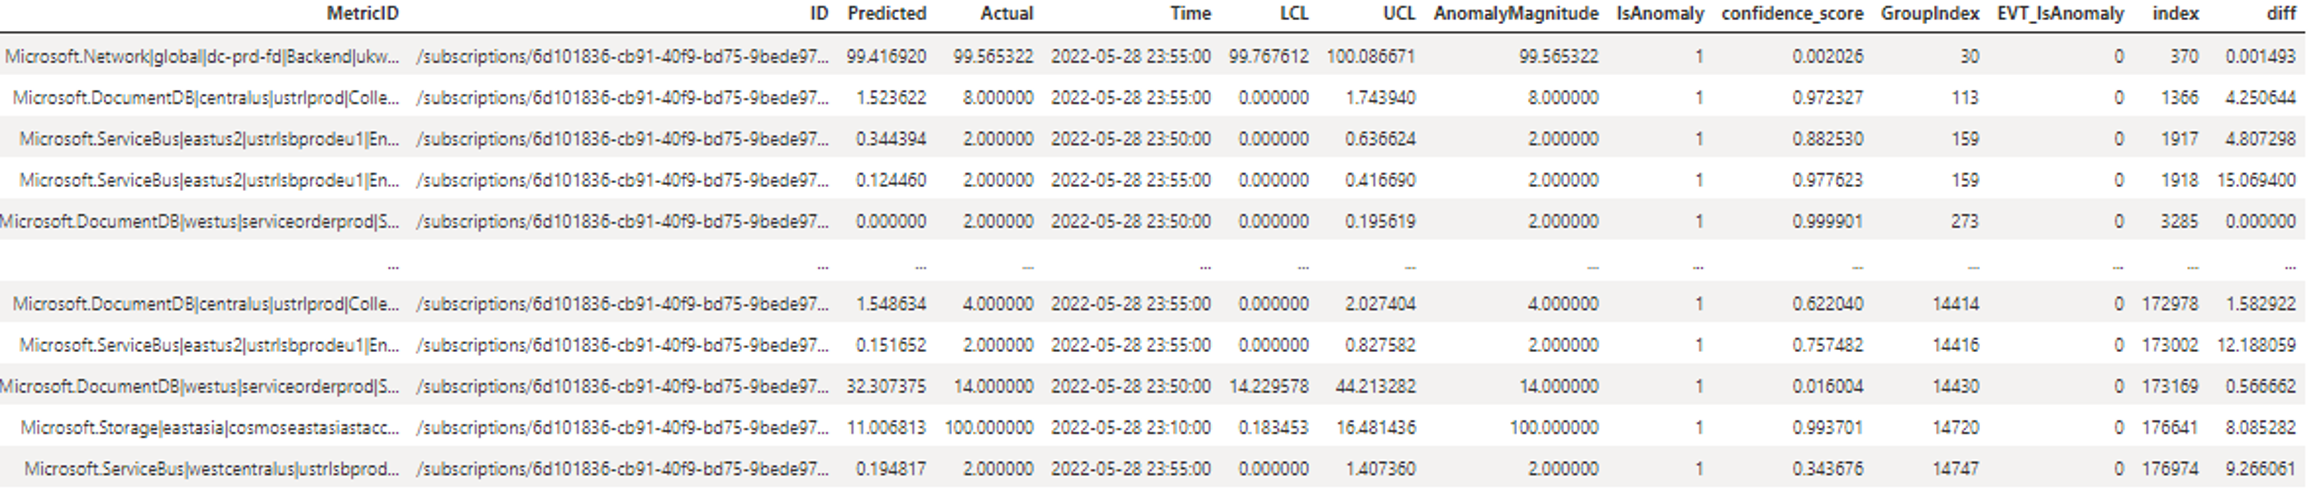 MetricID ID Predicted Actual Time LCL UCL AnomalyMagnitude IsAnomaly confidence_score GroupIndex EVT_IsAnomaly index diff
Microsoft.Network|global|dc-prd-fd|Backend|ukw... /subscriptions/6d101836-cb91-40f9-bd75-9bede97... 99.416920 99.565322 2022-05-28 23:55:00 99.767612 100.086671 99.565322 1 0.002026 30 0 370 0.001493
Microsoft.DocumentDB|centralus|ustrlprod|Colle... /subscriptions/6d101836-cb91-40f9-bd75-9bede97... 1.523622 8.000000 2022-05-28 23:55:00 0.000000 1.743940 8.000000 1 0.972327 113 0 1366 4.250644
Microsoft.ServiceBus|eastus2|ustrlsbprodeu1|En... /subscriptions/6d101836-cb91-40f9-bd75-9bede97... 0.344394 2.000000 2022-05-28 23:50:00 0.000000 0.636624 2.000000 1 0.882530 159 0 1917 4.807298
Microsoft.ServiceBus|eastus2|ustrlsbprodeu1|En... /subscriptions/6d101836-cb91-40f9-bd75-9bede97... 0.124460 2.000000 2022-05-28 23:55:00 0.000000 0.416690 2.000000 1 0.977623 159 0 1918 15.069400
Microsoft.DocumentDB|westus|serviceorderprod|S... /subscriptions/6d101836-cb91-40f9-bd75-9bede97... 0.000000 2.000000 2022-05-28 23:50:00 0.000000 0.195619 2.000000 1 0.999901 273 0 3285 0.000000
... ... ... ... ... ... ... ... ... ... ... ... ... ...
Microsoft.DocumentDB|centralus|ustrlprod|Colle... /subscriptions/6d101836-cb91-40f9-bd75-9bede97... 1.548634 4.000000 2022-05-28 23:55:00 0.000000 2.027404 4.000000 1 0.622040 14414 0 172978 1.582922
Microsoft.ServiceBus|eastus2|ustrlsbprodeu1|En... /subscriptions/6d101836-cb91-40f9-bd75-9bede97... 0.151652 2.000000 2022-05-28 23:55:00 0.000000 0.827582 2.000000 1 0.757482 14416 0 173002 12.188059
Microsoft.DocumentDB|westus|serviceorderprod|S... /subscriptions/6d101836-cb91-40f9-bd75-9bede97... 32.307375 14.000000 2022-05-28 23:50:00 14.229578 44.213282 14.000000 1 0.016004 14430 0 173169 0.566662
Microsoft.Storage|eastasia|cosmoseastasiastacc... /subscriptions/6d101836-cb91-40f9-bd75-9bede97... 11.006813 100.000000 2022-05-28 23:10:00 0.183453 16.481436 100.000000 1 0.993701 14720 0 176641 8.085282
Microsoft.ServiceBus|westcentralus|ustrlsbprod... /subscriptions/6d101836-cb91-40f9-bd75-9bede97... 0.194817 2.000000 2022-05-28 23:55:00 0.000000 1.407360 2.000000 1 0.343676 14747 0 176974 9.266061